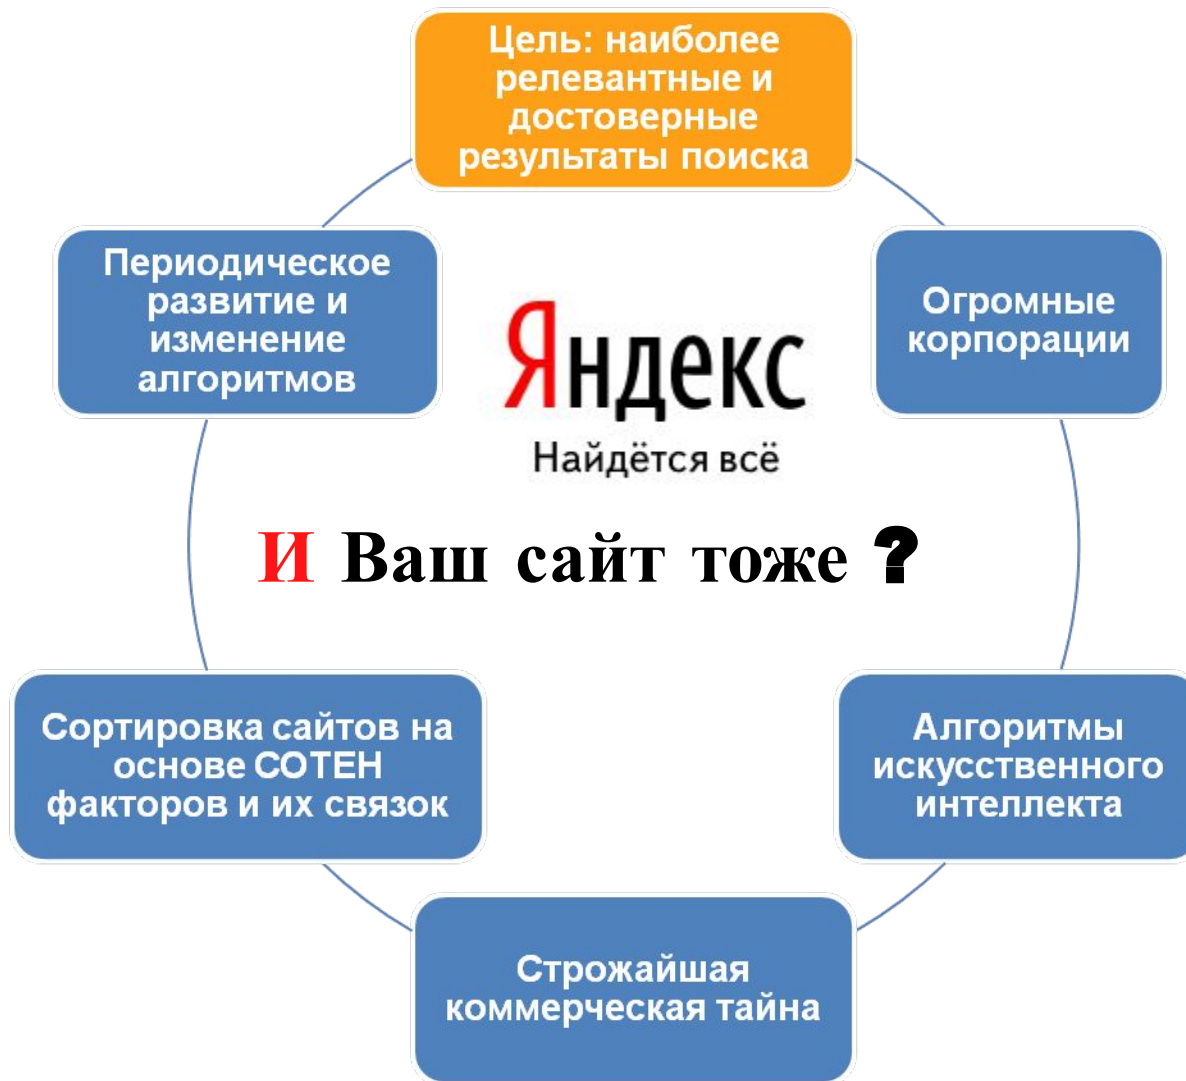 Цель: наиболее
релевантные и
достоверные
результаты поиска
Периодическое
развитие и
изменение
алгоритмов
Огромные
корпорации
Яндекс
Найдётся всё
И Ваш сайт тоже ?
Сортировка сайтов на
основе СОТЕН
факторов и их связок
Алгоритмы
искусственного
интеллекта
Строжайшая
коммерческая тайна